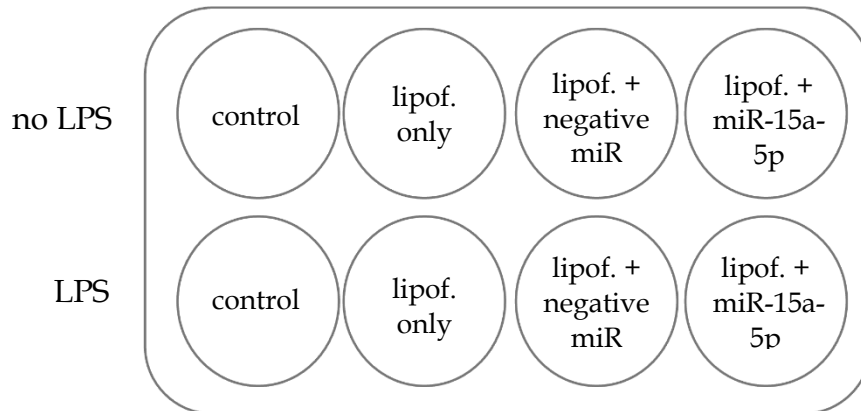 no LPS
control
lipof.
only
lipof. +
negative
miR
lipof. +
miR-15a-
5p
LPS
control
lipof.
only
lipof. +
negative
miR
lipof. +
miR-15a-
5p